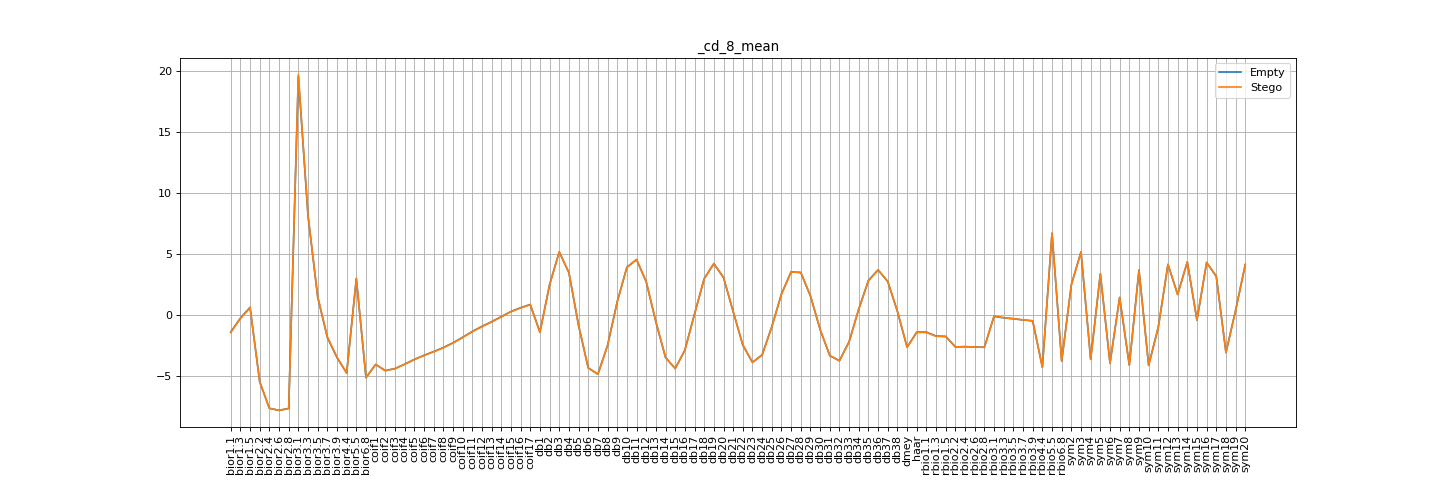 _cd_8_mean
Empty
Stego
20
15
10
5
0
−5
bior1.1
bior1.3
bior1.5
bior2.2
bior2.4
bior2.6
bior2.8
bior3.1
bior3.3
bior3.5
bior3.7
bior3.9
bior4.4
bior5.5
bior6.8
coif1
coif2
coif3
coif4
coif5
coif6
coif7
coif8
coif9
coif10
coif11
coif12
coif13
coif14
coif15
coif16
coif17
db1
db2
db3
db4
db5
db6
db7
db8
db9
db10
db11
db12
db13
db14
db15
db16
db17
db18
db19
db20
db21
db22
db23
db24
db25
db26
db27
db28
db29
db30
db31
db32
db33
db34
db35
db36
db37
db38
dmey
haar
rbio1.1
rbio1.3
rbio1.5
rbio2.2
rbio2.4
rbio2.6
rbio2.8
rbio3.1
rbio3.3
rbio3.5
rbio3.7
rbio3.9
rbio4.4
rbio5.5
rbio6.8
sym2
sym3
sym4
sym5
sym6
sym7
sym8
sym9
sym10
sym11
sym12
sym13
sym14
sym15
sym16
sym17
sym18
sym19
sym20